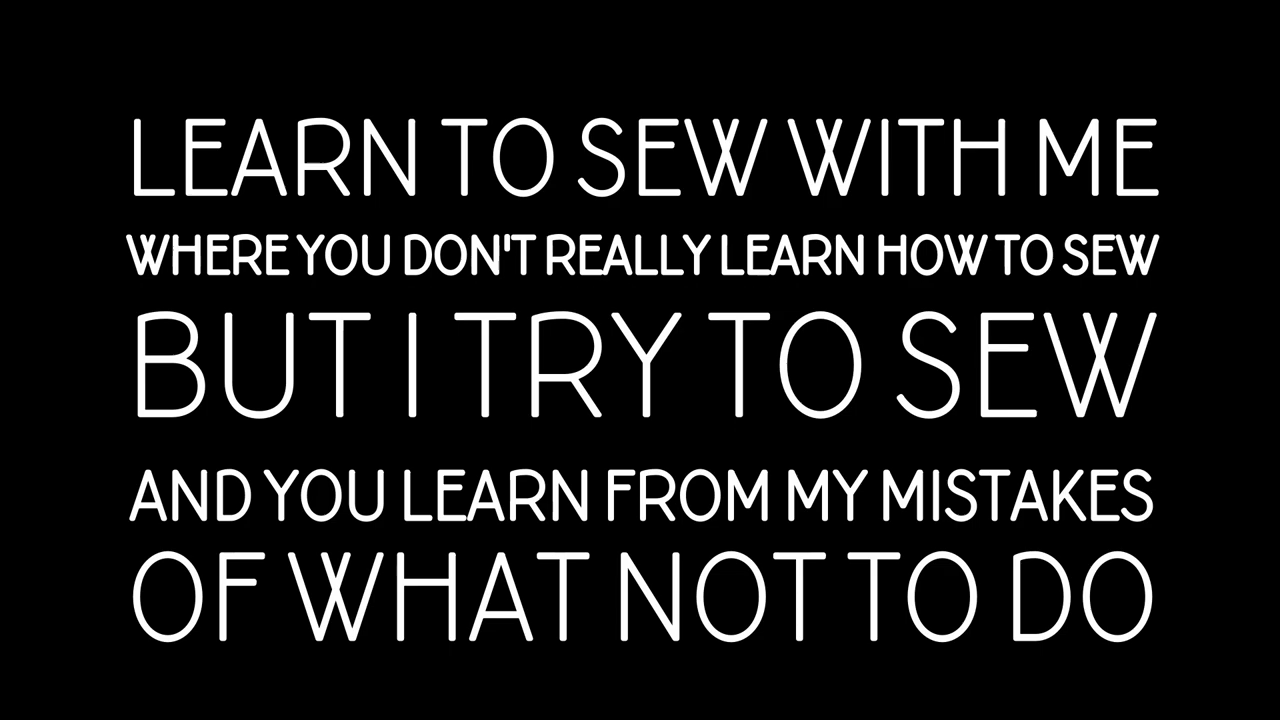 LEARN TO SEW WITH ME
WHERE YOU DON'T REALLY LEARN HOW TO SEW
BUT I TRY TO SEW
AND YOU LEARN FROM MY MISTAKES
OF WHAT NOT TO DO